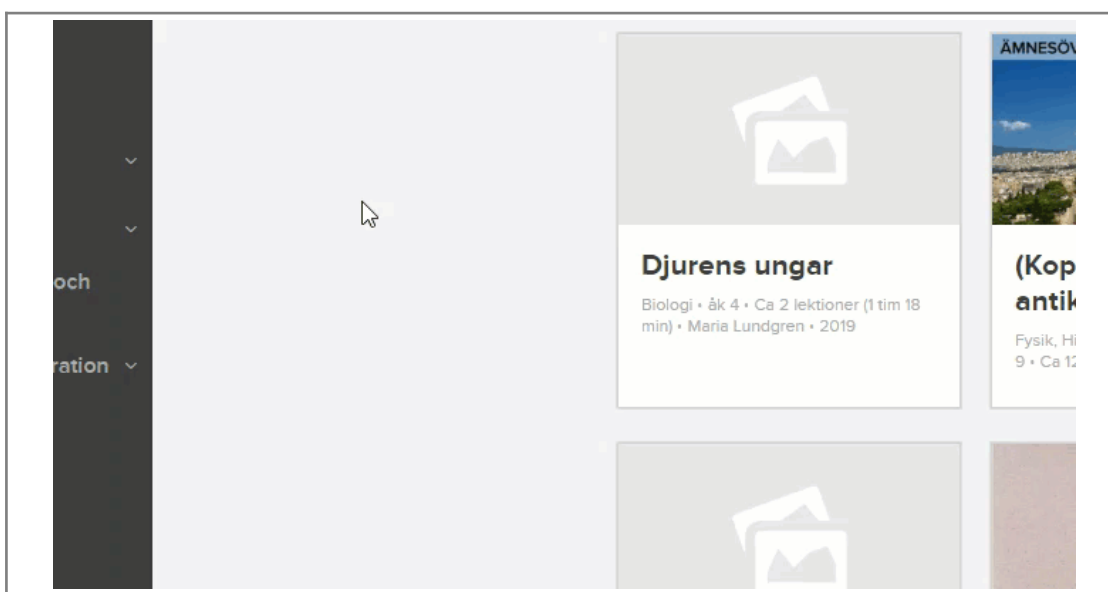 och
Djurens ungar
Biologi • åk 4 • Ca 2 lektioner (1 tim 18
min) • Maria Lundgren • 2019
ÄMNESÖV
(Kop
antik
Fysik, Hi
9 • Ca 12
ration